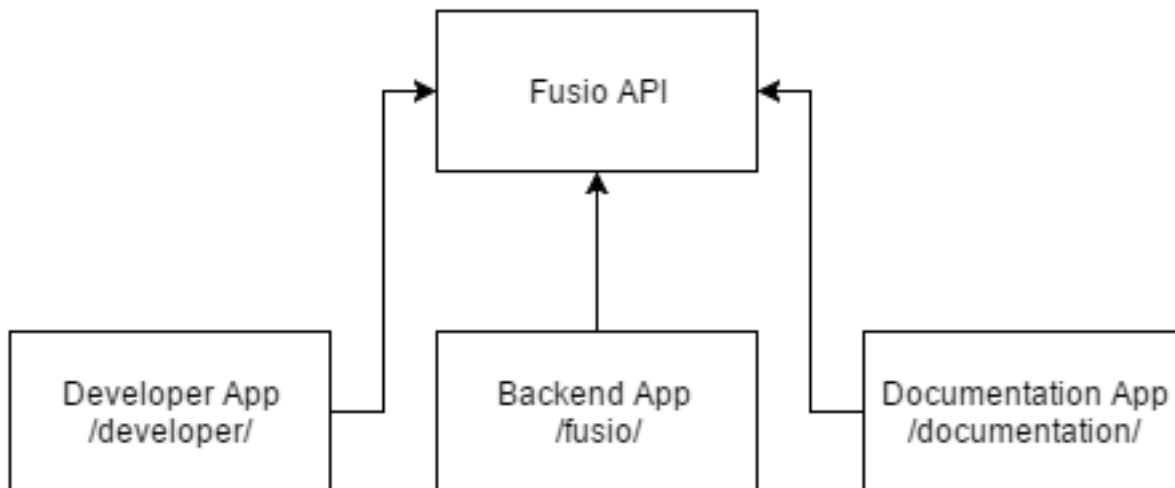 Fusio API
Developer App
/developer/
Backend App
/fusio/
Documentation App
/documentation/